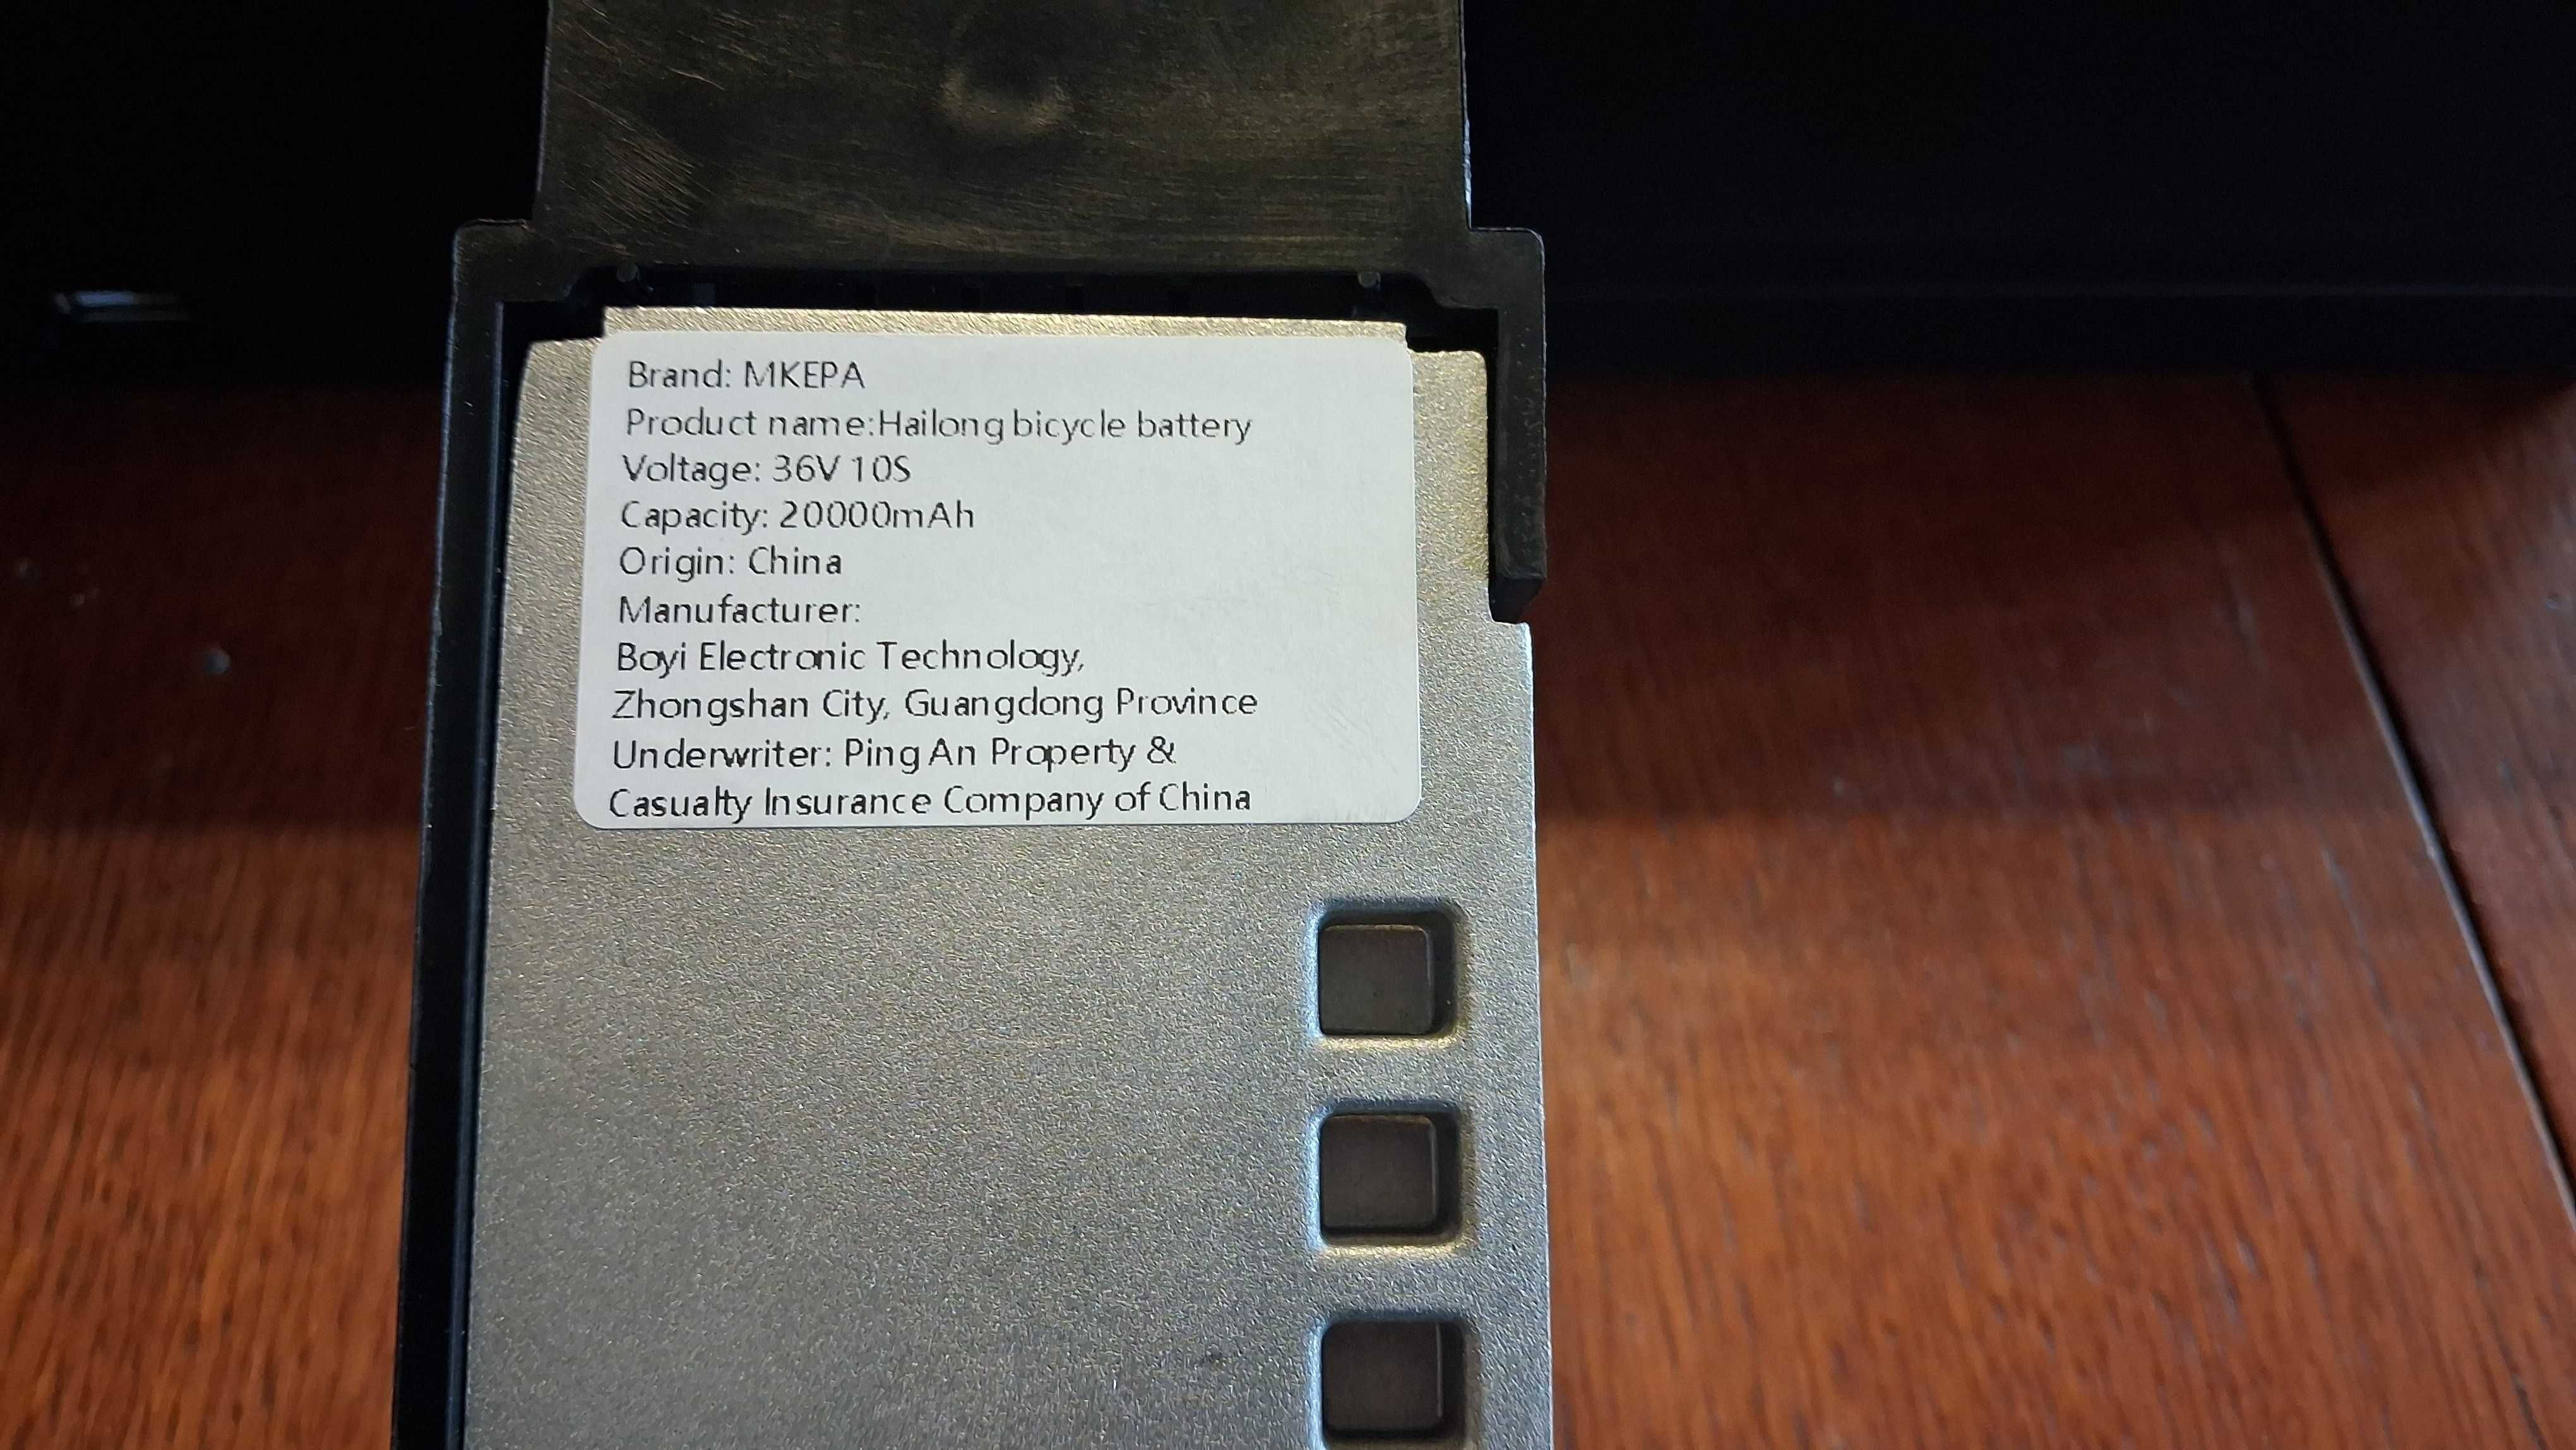 Brand: MKEPA
Product name:Hailong bicycle battery
Voltage: 36V 10S
Capacity: 20000mAh
Origin: China
Manufacturer:
Boyi Electronic Technology,
Zhongshan City, Guangdong Province
Underwriter: Ping An Property &
Casualty Insurance Company of China